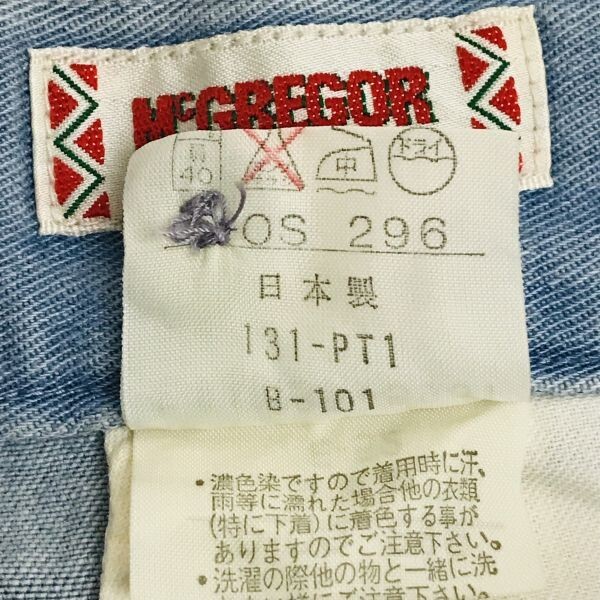 McGREGOR
弱
40
中
ドライ
OS 296
日本製
131-PT1
B-101
・濃色染ですので着用時に汗、
雨等に濡れた場合他の衣類
(特に下着)に着色する事が
ありますのでご注意下さい。
・洗濯の際他の物と一緒に洗